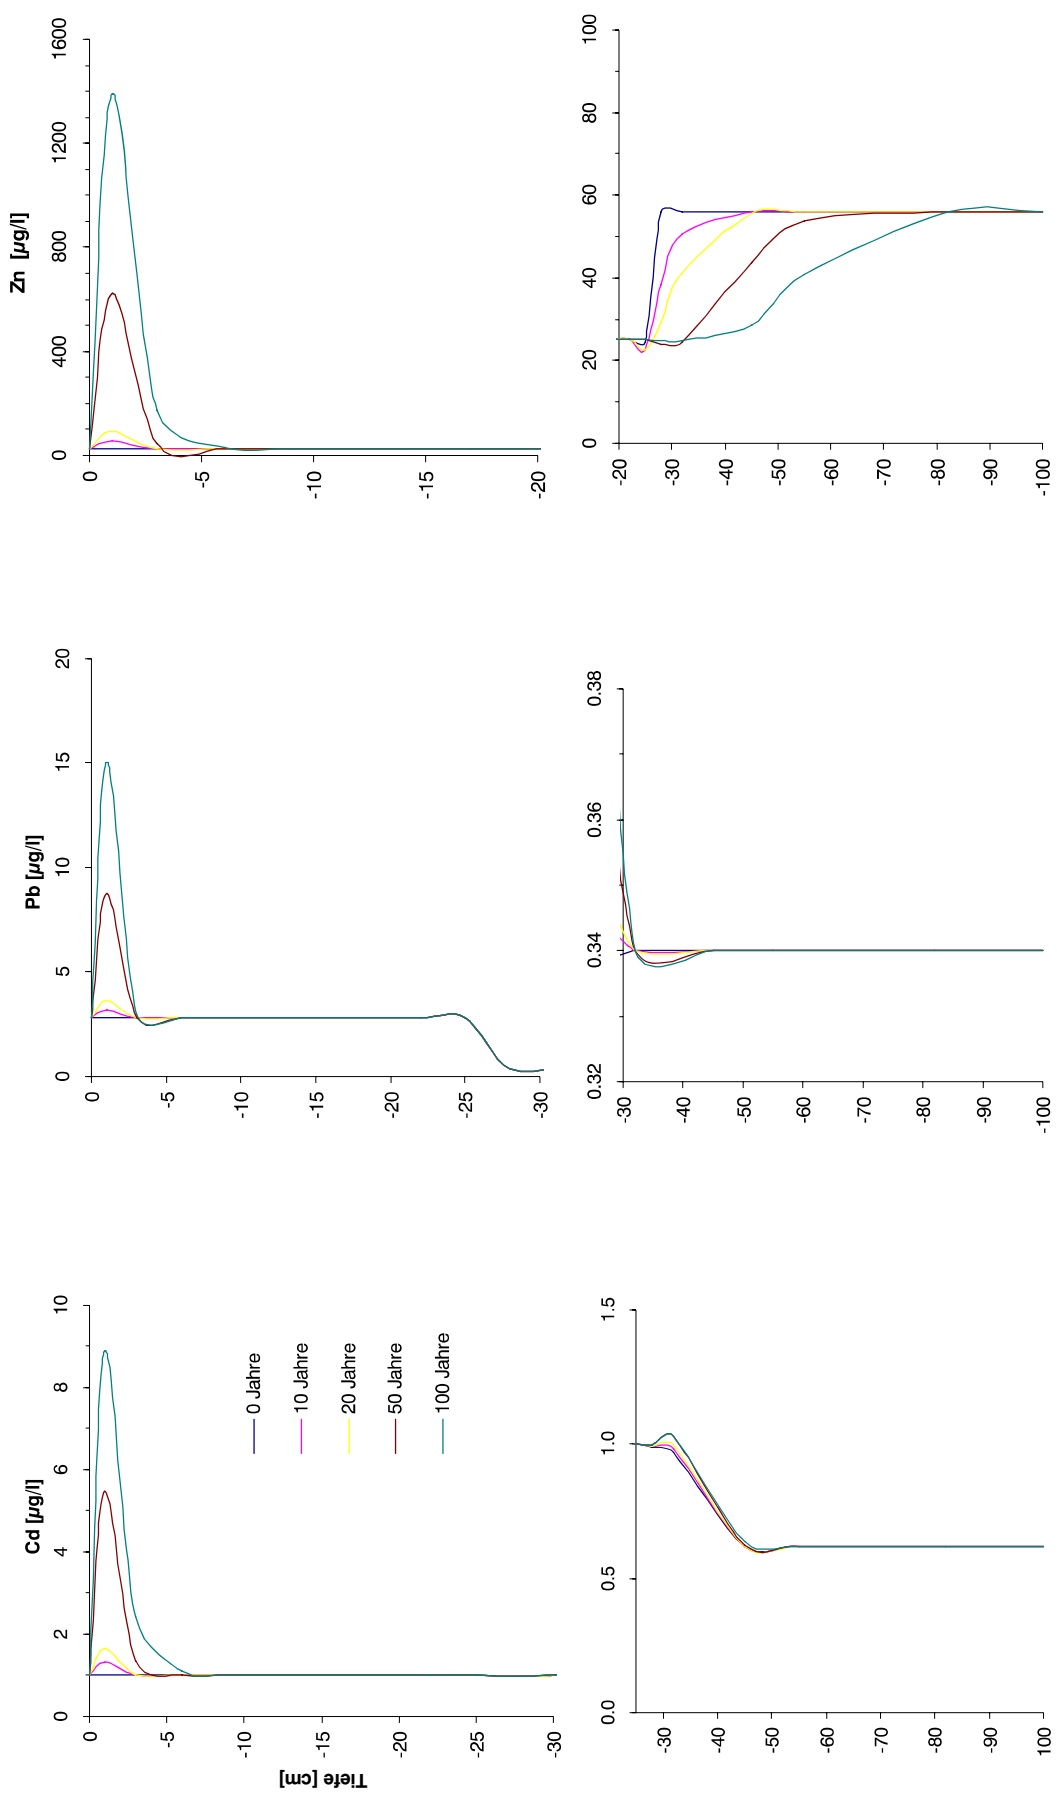 Cd [µg/l]
0 2 4 6 8 10
0
-5
-10
-15
-20
-25
-30
Tiefe [cm]
0 Jahre
10 Jahre
20 Jahre
50 Jahre
100 Jahre
Pb [µg/l]
0 5 10 15 20
0
-5
-10
-15
-20
-25
-30
Zn [µg/l]
0 400 800 1200 1600
0
-5
-10
-15
-20
0.0 0.5 1.0 1.5
-30
-40
-50
-60
-70
-80
-90
100
0.32 0.34 0.36 0.38
-30
-40
-50
-60
-70
-80
-90
-100
0 20 40 60 80 100
-20
-30
-40
-50
-60
-70
-80
-90
-100